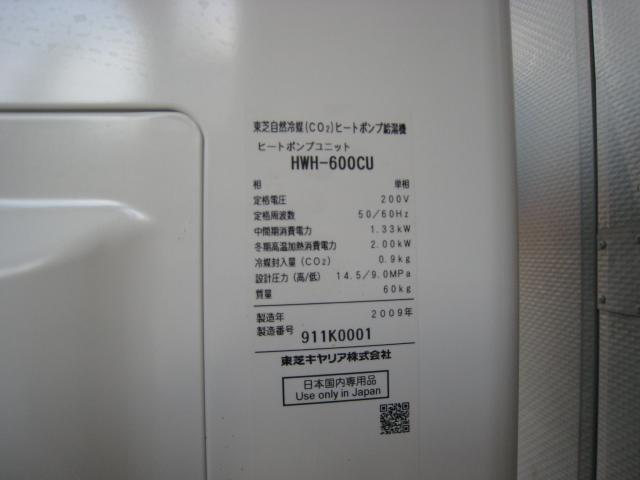 東芝自然冷媒(CO₂)ヒートポンプ給湯機
ヒートポンプユニット
HWH-600CU
相 単相
定格電圧 200V
定格周波数 50/60Hz
中間期消費電力 1.33kW
冬期高温加熱消費電力 2.00kW
冷媒封入量(CO₂) 0.9kg
設計圧力(高/低) 14.5/9.0MPa
質量 60kg
製造年 2009年
製造番号 911K0001
東芝キヤリア株式会社
日本国内専用品
Use only in Japan